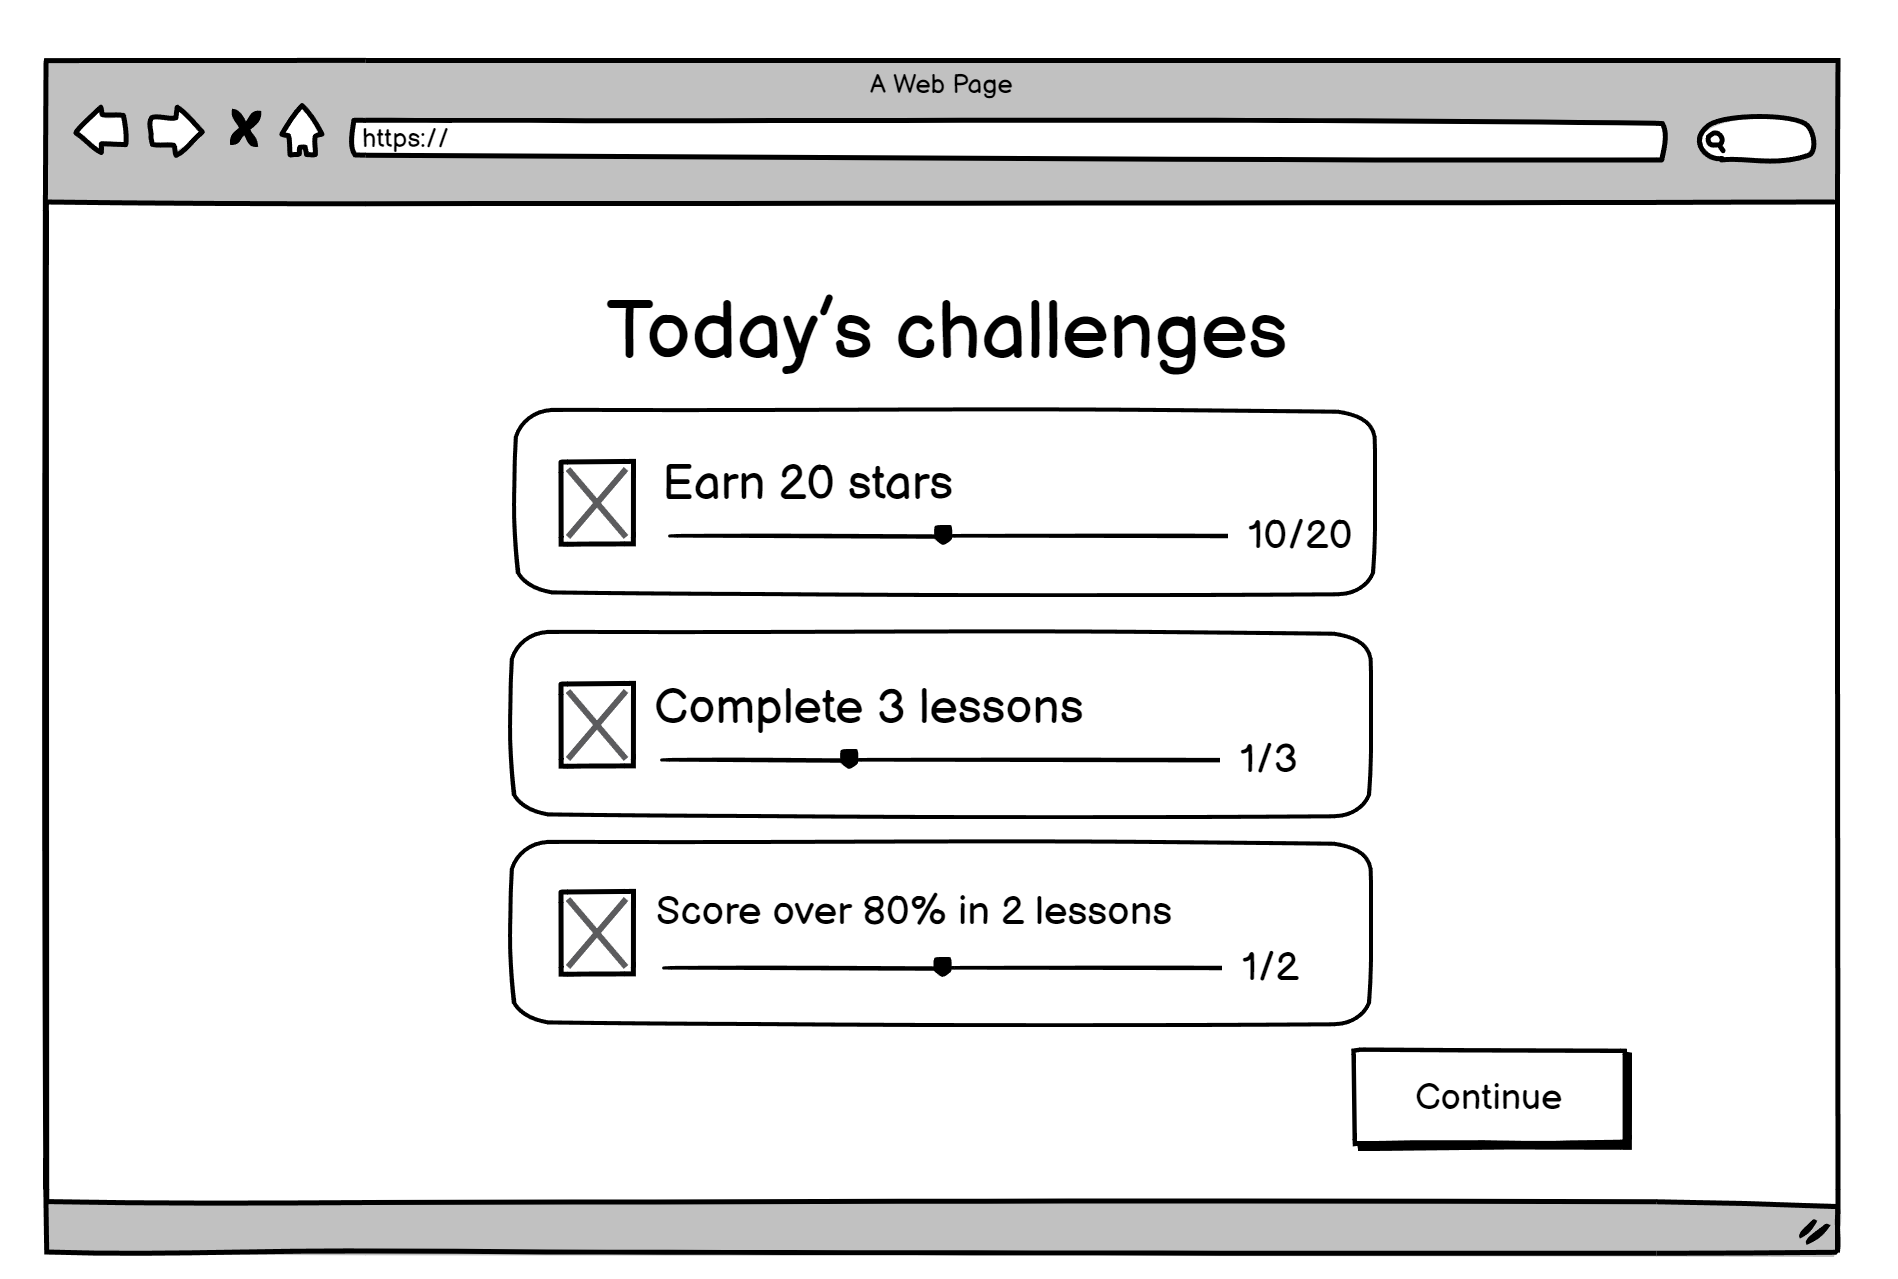 A Web Page
https://
Today's challenges
Earn 20 stars
10/20
Complete 3 lessons
1/3
Score over 80% in 2 lessons
1/2
Continue